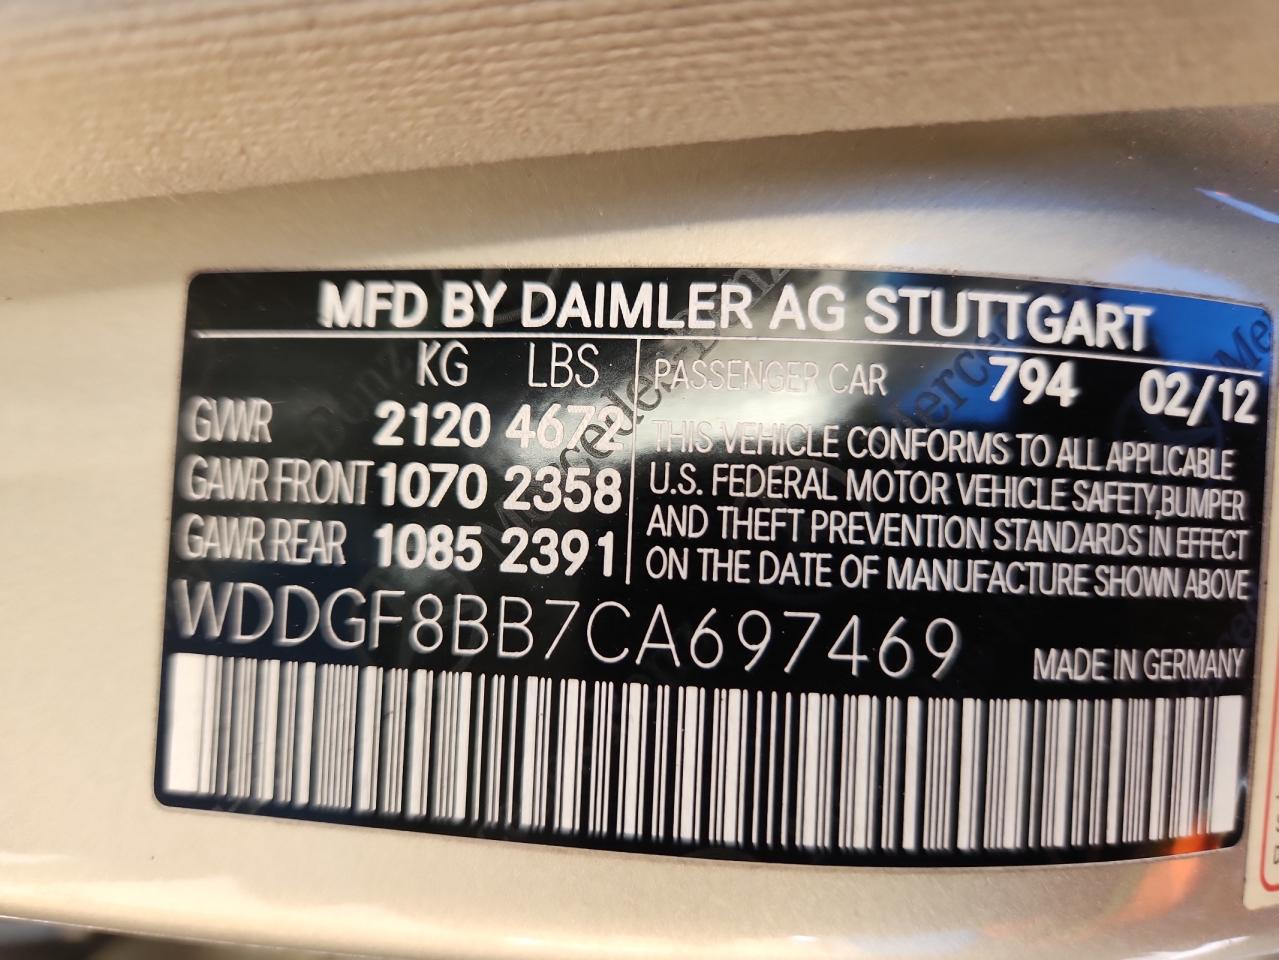 MFD BY DAIMLER AG STUTTGART
KG LBS
GVWR 2120 4672
GAWR FRONT 1070 2358
GAWR REAR 1085 2391
PASSENGER CAR 794 02/12
THIS VEHICLE CONFORMS TO ALL APPLICABLE
U.S. FEDERAL MOTOR VEHICLE SAFETY,BUMPER
AND THEFT PREVENTION STANDARDS IN EFFECT
ON THE DATE OF MANUFACTURE SHOWN ABOVE
WDDGF8BB7CA697469
MADE IN GERMANY